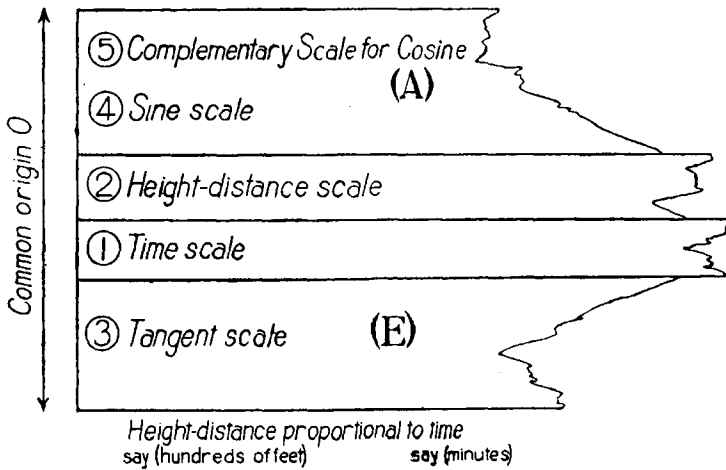 Common origin O
⑤ Complementary Scale for Cosine
(A)
④ Sine scale
② Height-distance scale
① Time scale
③ Tangent scale (E)
Height-distance proportional to time
say (hundreds of feet) say (minutes)